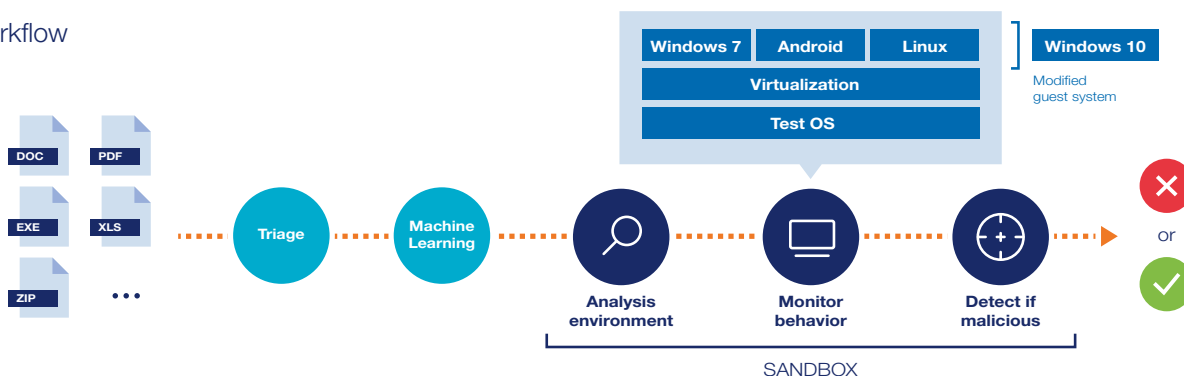 rkflow
Windows 7
Android
Linux
Windows 10
Virtualization
Modified
guest system
Test OS
DOC
PDF
EXE
XLS
ZIP
...
Triage
Machine
Learning
or
Analysis
environment
Monitor
behavior
Detect if
malicious
SANDBOX